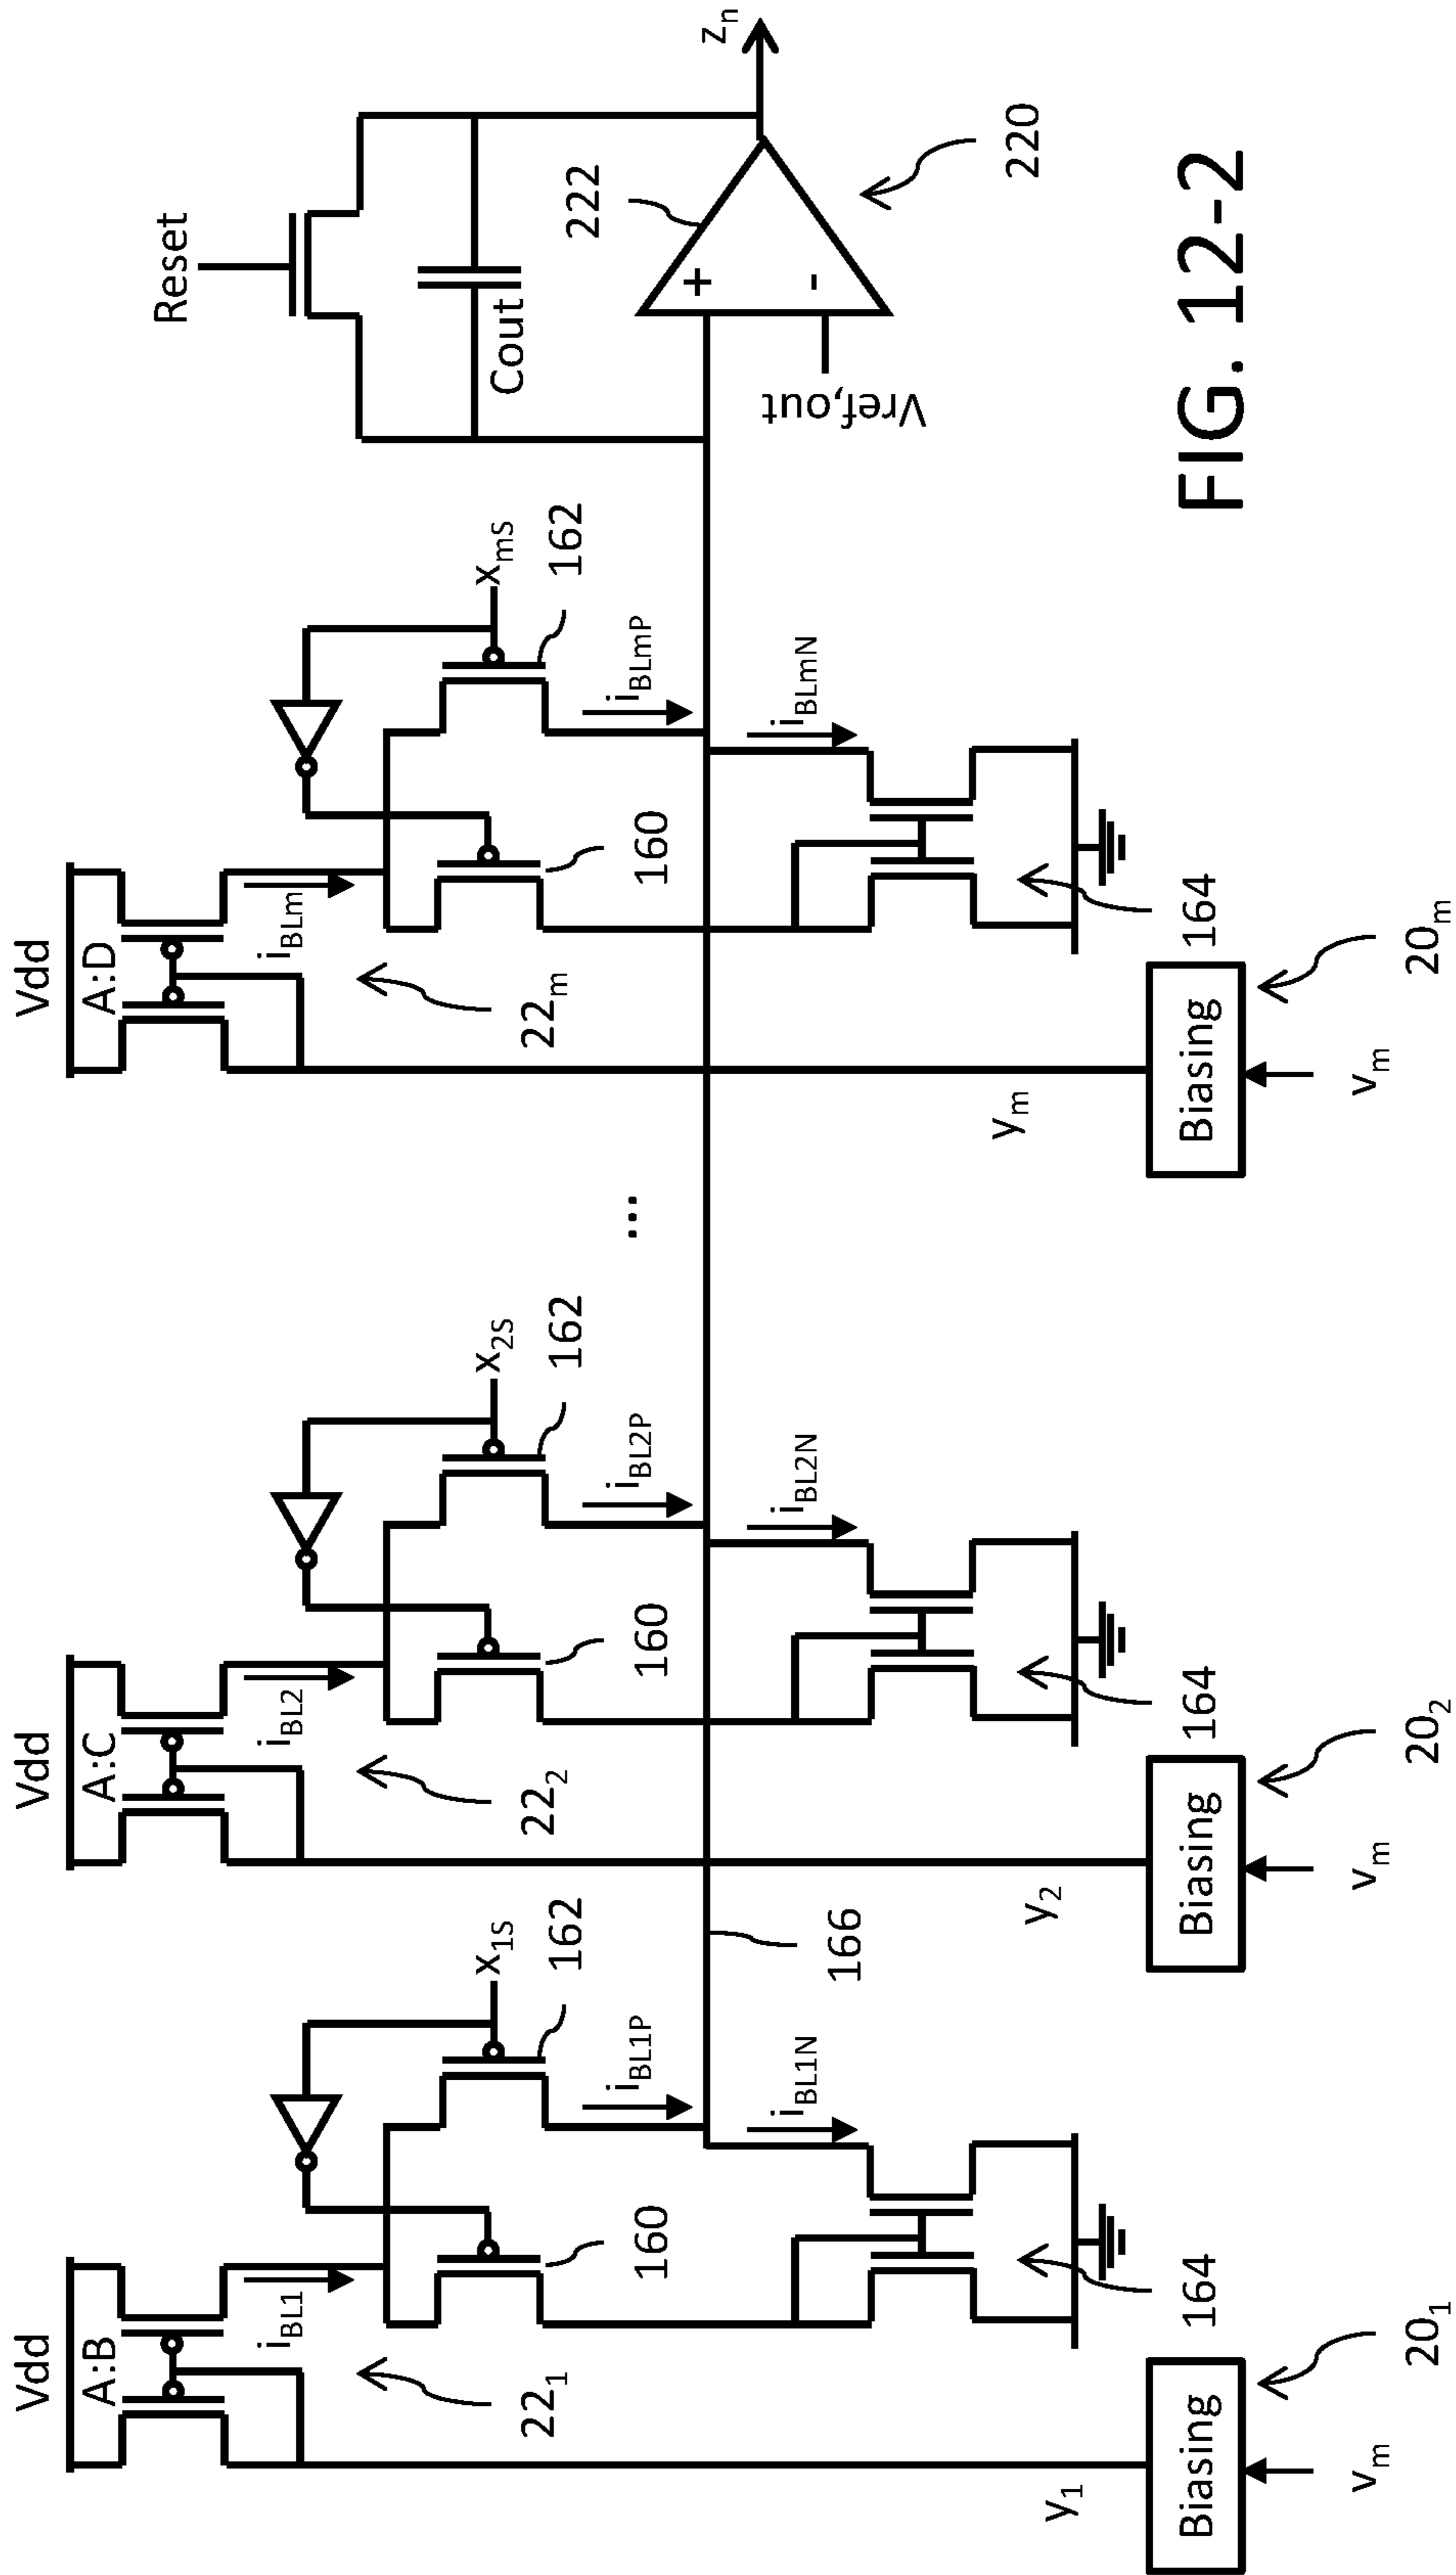 Vdd
Vdd
Vdd
A:B
A:C
A:D
Reset
iBL1
iBL2
iBLm
221
222
22m
Cout
x1S
x2S
xmS
160
162
160
162
160
162
222
+
-
zn
iBL1P
iBL2P
iBLmP
...
Vref,out
166
iBL1N
iBL2N
iBLmN
220
y1
y2
ym
164
164
164
Biasing
Biasing
Biasing
vm
vm
vm
201
202
20m
FIG. 12-2